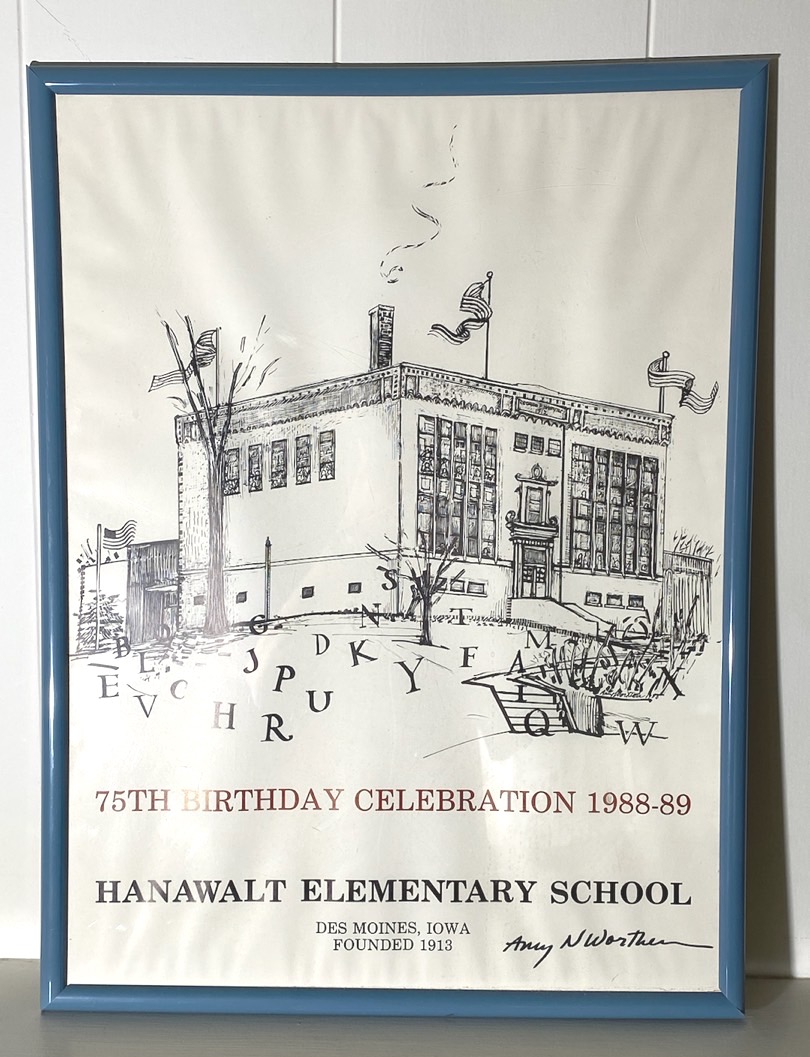 S
G N T
B D M
E J K F A X
E C P Y I
V U
H R Q W
75TH BIRTHDAY CELEBRATION 1988-89
HANAWALT ELEMENTARY SCHOOL
DES MOINES, IOWA
FOUNDED 1913
Amy N Worthen